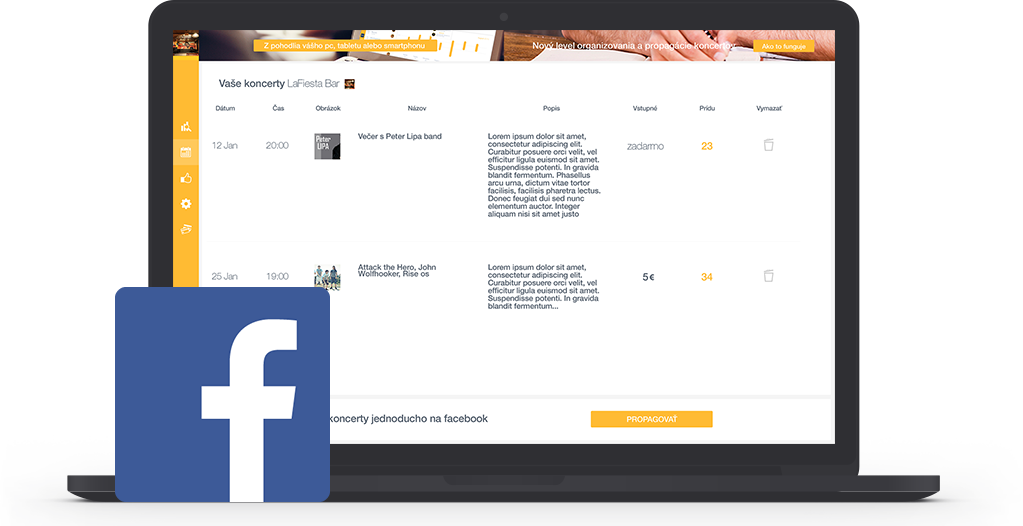 Z pohodlia vášho pc, tabletu alebo smartphonu
Nový level organizovania a propagácie koncertov
Ako to funguje
Vaše koncerty LaFiesta Bar
Dátum Čas Obrázok Názov Popis Vstupné Prídu Vymazať
12 Jan 20:00 Peter LIPA Večer s Peter Lipa band zadarmo 23
Lorem ipsum dolor sit amet,
consectetur adipiscing elit.
Curabitur posuere orci velit, vel
efficitur ligula euismod sit amet.
Suspendisse potenti. In gravida
blandit fermentum. Phasellus
arcu urna, dictum vitae tortor
facilisis, facilisis pharetra lectus.
Donec feugiat dui sed nunc
elementum auctor. Integer
aliquam nisi sit amet justo
25 Jan 19:00 Attack the Hero, John
Wolfhooker, Rise os
Lorem ipsum dolor sit amet,
consectetur adipiscing elit.
Curabitur posuere orci velit, vel
efficitur ligula euismod sit amet.
Suspendisse potenti. In gravida
blandit fermentum...
5 € 34
koncerty jednoducho na facebook
PROPAGOVAŤ
f